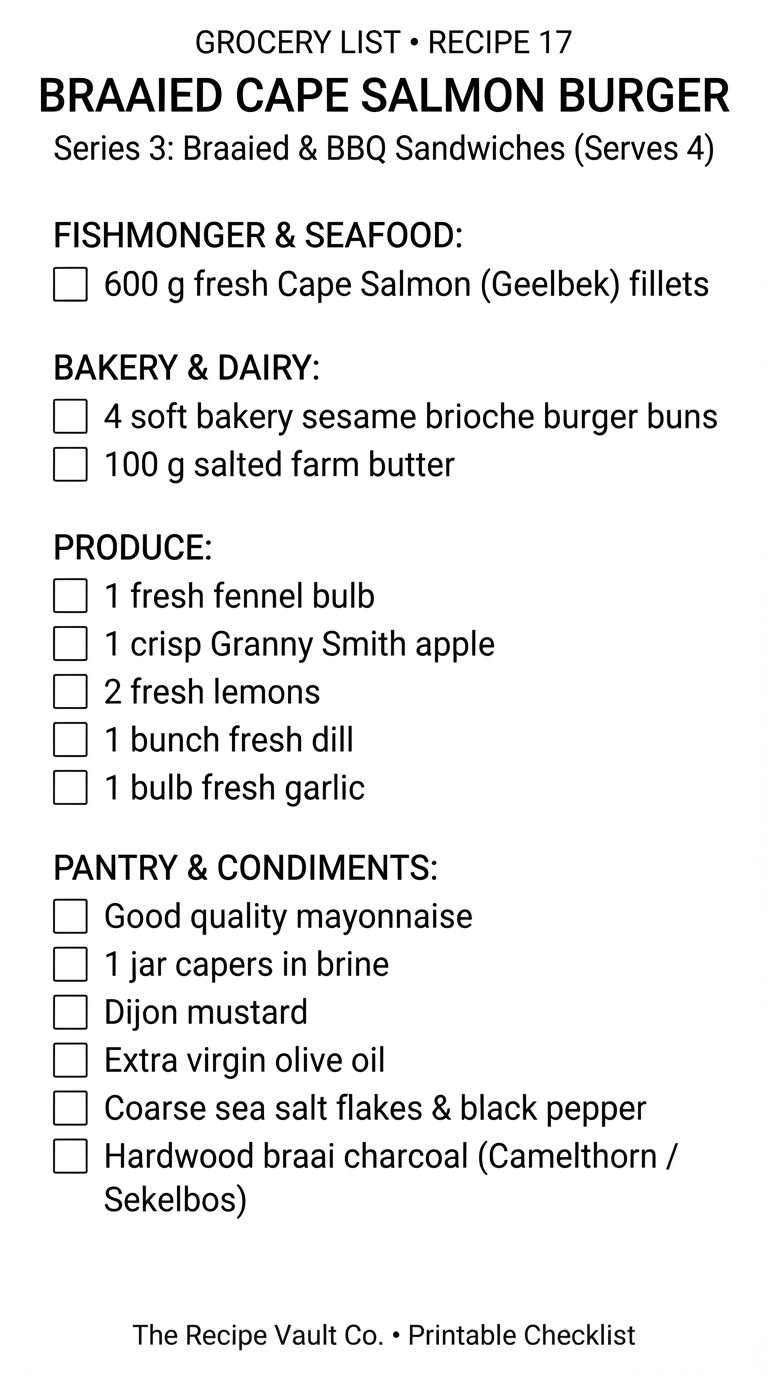 GROCERY LIST • RECIPE 17
BRAAIED CAPE SALMON BURGER
Series 3: Braaied & BBQ Sandwiches (Serves 4)
FISHMONGER & SEAFOOD:
600 g fresh Cape Salmon (Geelbek) fillets
BAKERY & DAIRY:
4 soft bakery sesame brioche burger buns
100 g salted farm butter
PRODUCE:
1 fresh fennel bulb
1 crisp Granny Smith apple
2 fresh lemons
1 bunch fresh dill
1 bulb fresh garlic
PANTRY & CONDIMENTS:
Good quality mayonnaise
1 jar capers in brine
Dijon mustard
Extra virgin olive oil
Coarse sea salt flakes & black pepper
Hardwood braai charcoal (Camelthorn /
Sekelbos)
The Recipe Vault Co. • Printable Checklist